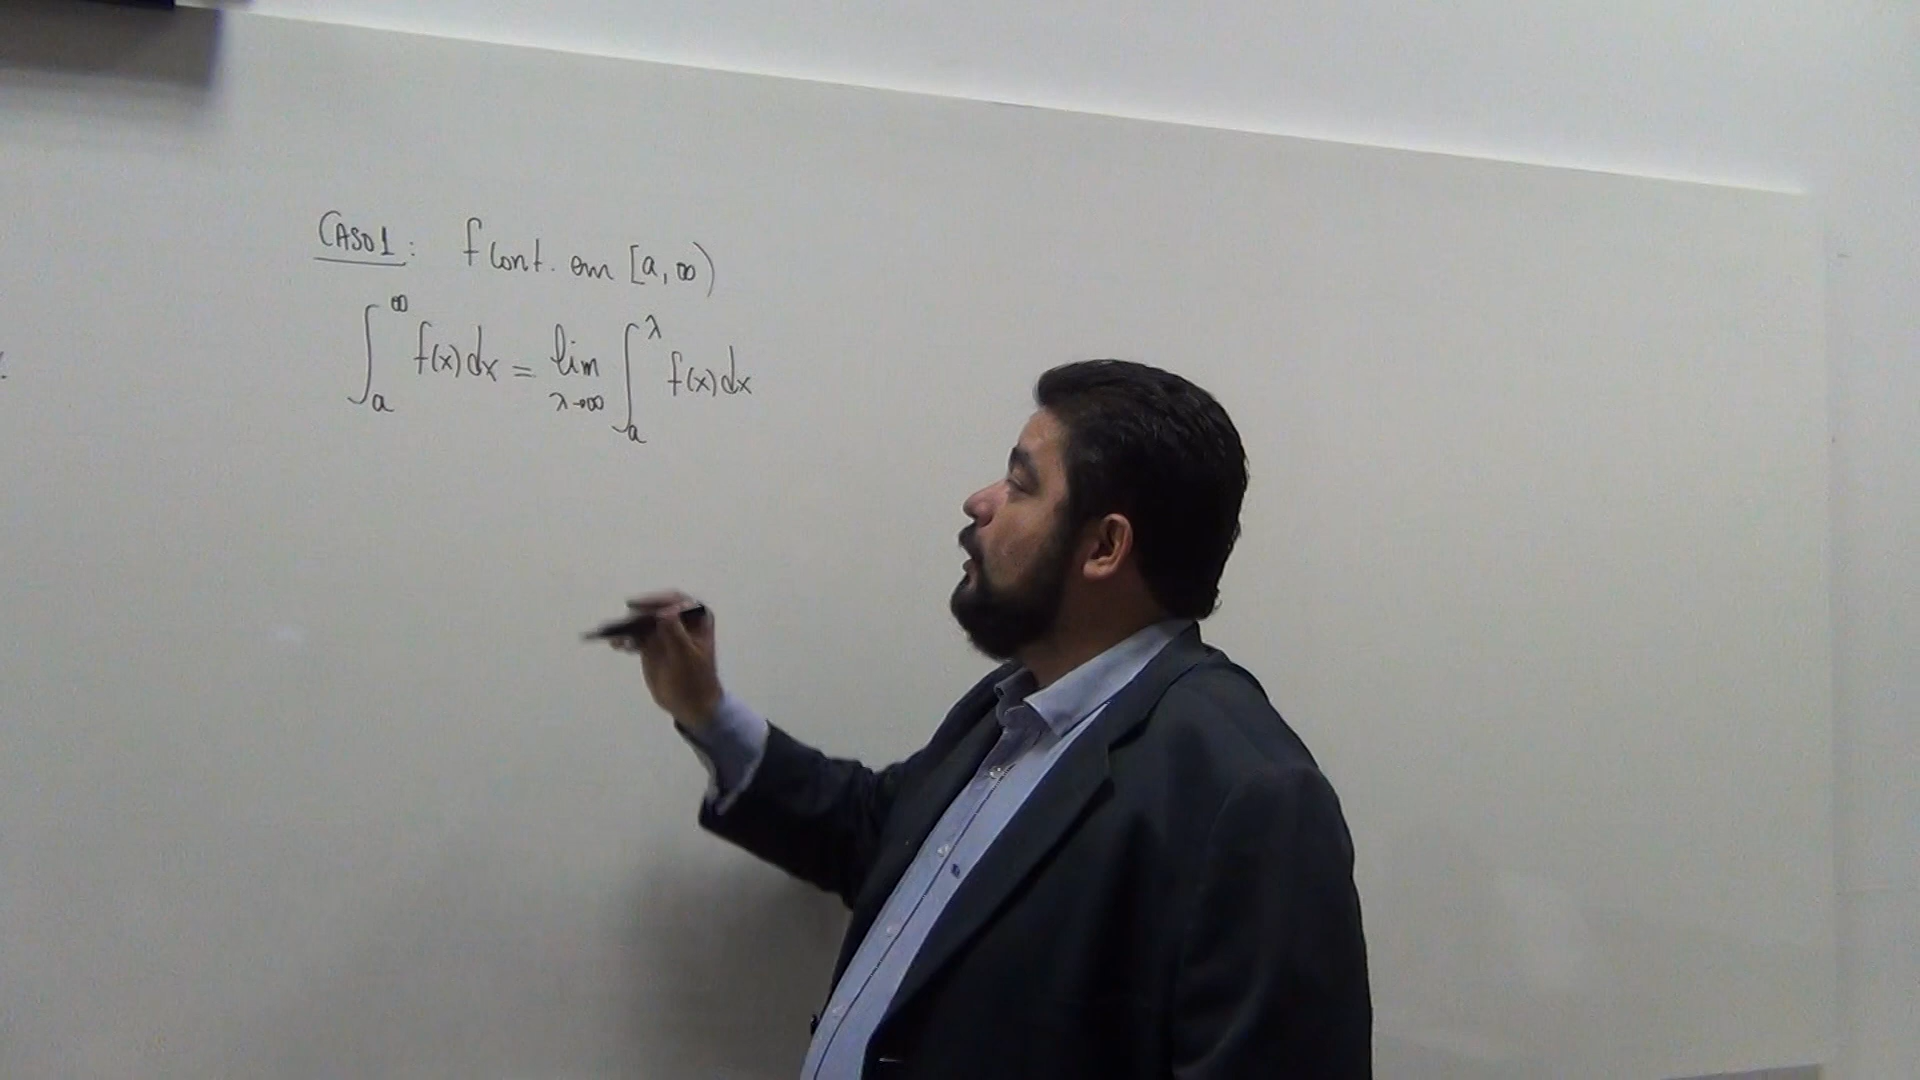 CASO 1: f cont. em [a, ∞)
∫_a^∞ f(x)dx = lim_{λ→∞} ∫_a^λ f(x)dx